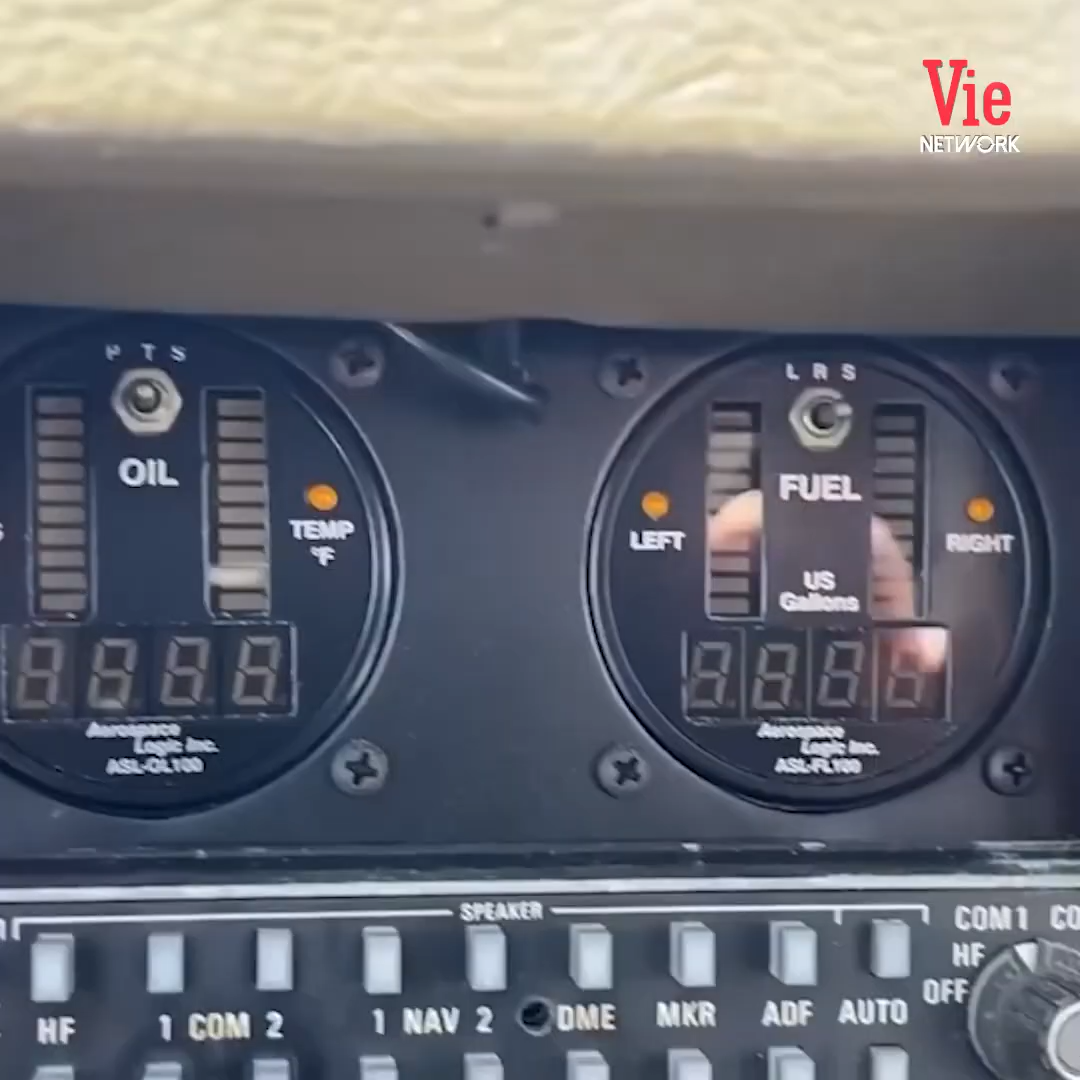 Vie
NETWORK
P T S
OIL
TEMP
°F
Aerospace
Logic Inc.
ASL-OL100
L R S
FUEL
LEFT
RIGHT
US
Gallons
Aerospace
Logic Inc.
ASL-FL100
SPEAKER
COM1
HF
OFF
HF
1 COM 2
1 NAV 2
DME
MKR
ADF
AUTO